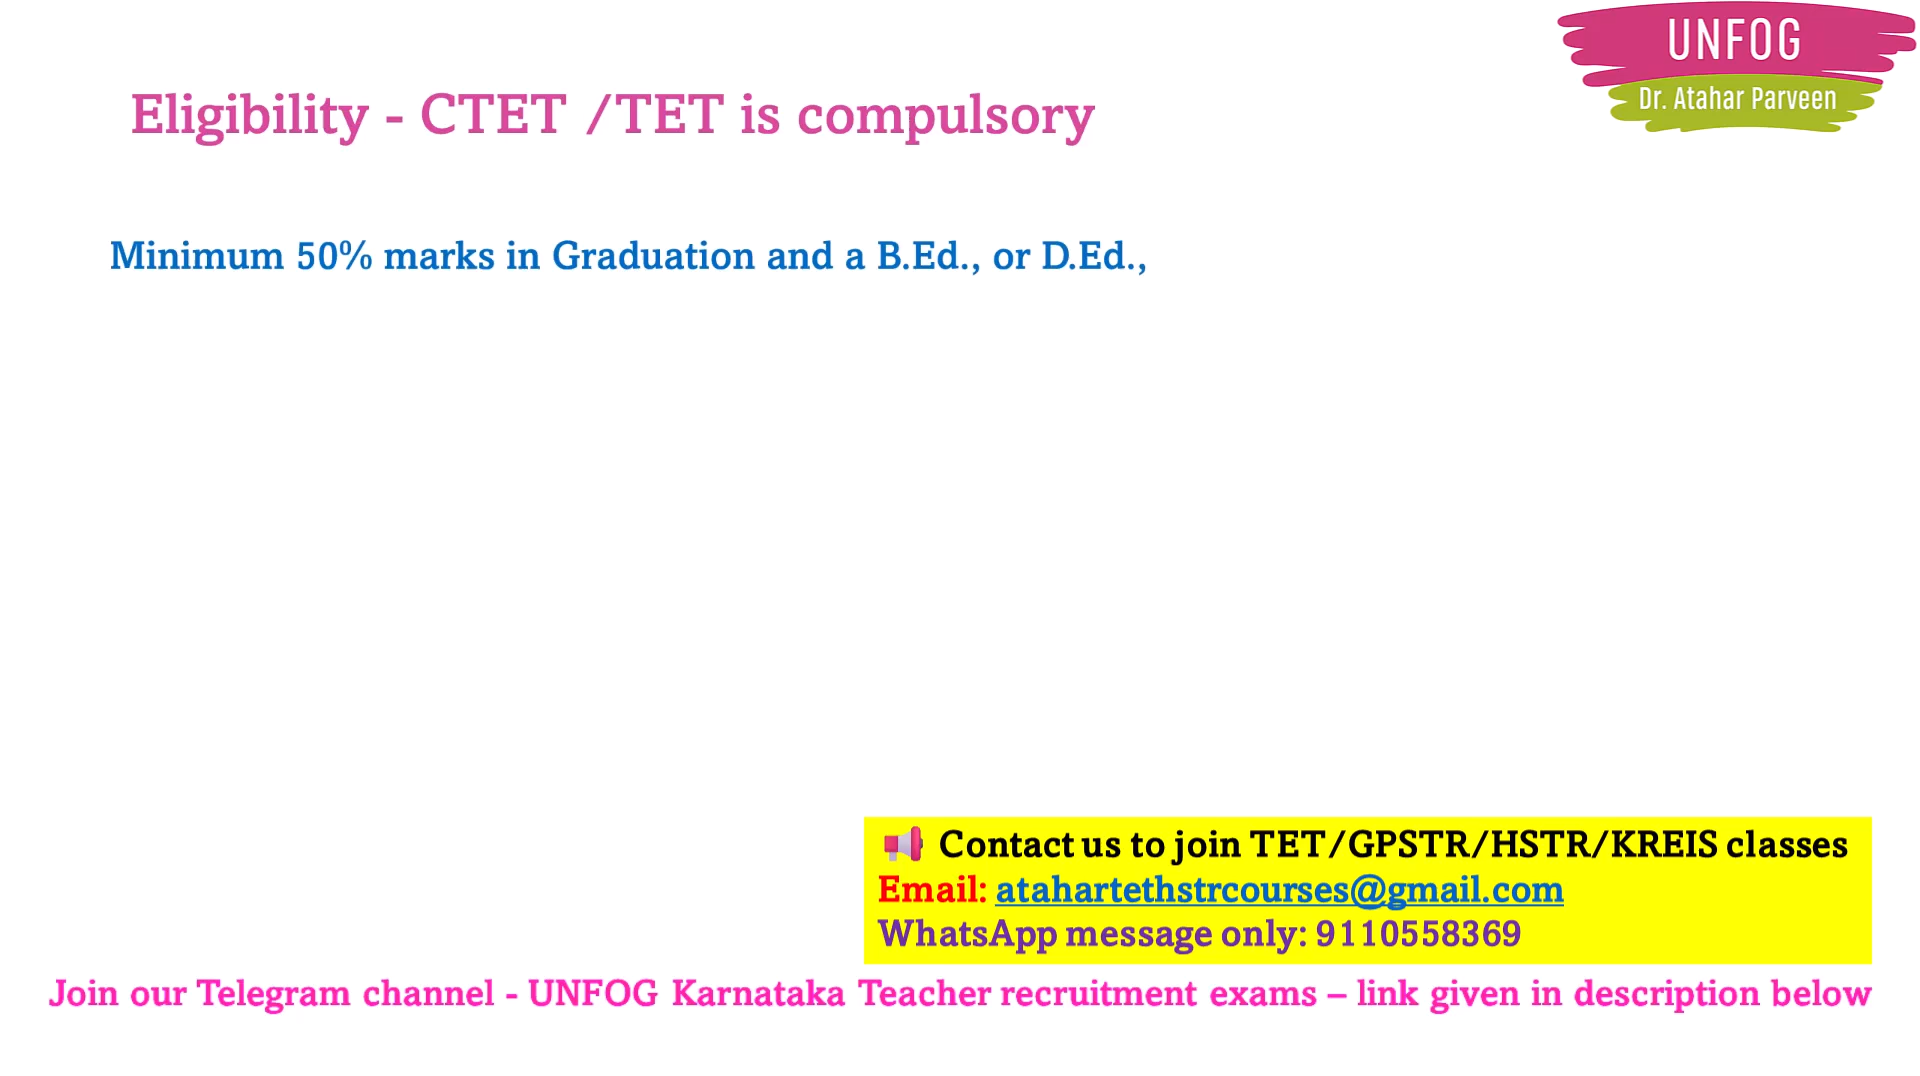 UNFOG
Dr. Atahar Parveen
Eligibility - CTET /TET is compulsory
Minimum 50% marks in Graduation and a B.Ed., or D.Ed.,
📢 Contact us to join TET/GPSTR/HSTR/KREIS classes
Email: atahartethstrcourses@gmail.com
WhatsApp message only: 9110558369
Join our Telegram channel - UNFOG Karnataka Teacher recruitment exams – link given in description below